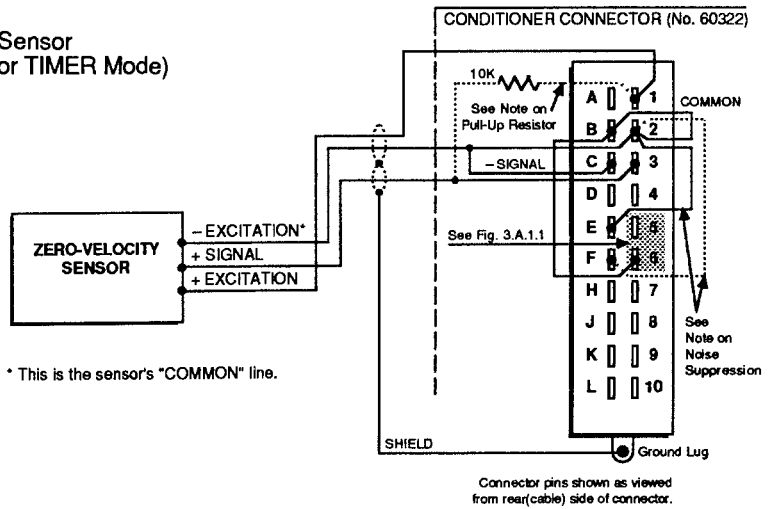 CONDITIONER CONNECTOR (No. 60322)
Sensor
or TIMER Mode)
10K
See Note on
Pull-Up Resistor
A 1
COMMON
B 2
–SIGNAL
C 3
D 4
See Fig. 3.A.1.1
E 5
F 6
H 7
J 8
K 9
L 10
ZERO-VELOCITY
SENSOR
– EXCITATION*
+ SIGNAL
+ EXCITATION
See
Note on
Noise
Suppression
* This is the sensor's "COMMON" line.
SHIELD
Ground Lug
Connector pins shown as viewed
from rear(cable) side of connector.